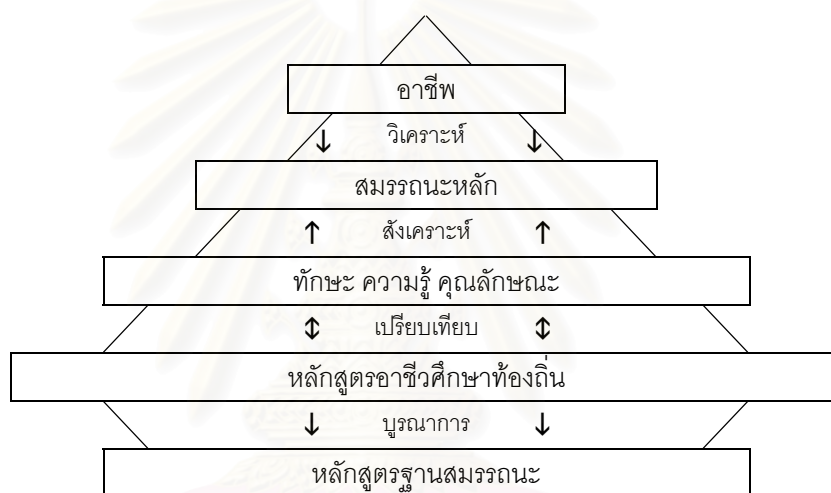 อาชีพ
↓ วิเคราะห์ ↓
สมรรถนะหลัก
↑ สังเคราะห์ ↑
ทักษะ ความรู้ คุณลักษณะ
↕ เปรียบเทียบ ↕
หลักสูตรอาชีวศึกษาท้องถิ่น
↓ บูรณาการ ↓
หลักสูตรฐานสมรรถนะ